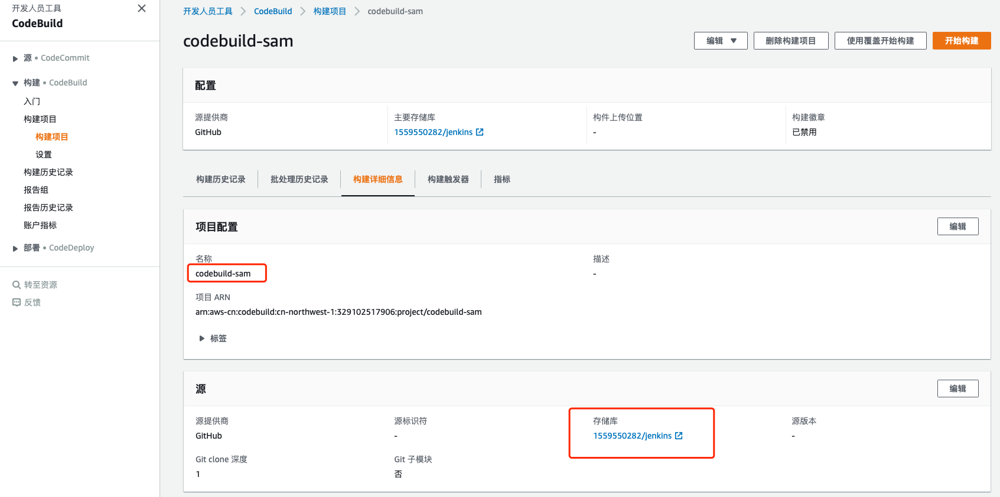 开发人员工具
CodeBuild
源 • CodeCommit
构建 • CodeBuild
入门
构建项目
构建项目
设置
构建历史记录
报告组
报告历史记录
账户指标
部署 • CodeDeploy
转至资源
反馈
开发人员工具 CodeBuild 构建项目 codebuild-sam
codebuild-sam
编辑 删除构建项目 使用覆盖开始构建 开始构建
配置
源提供商 主要存储库 构件上传位置 构建徽章
GitHub 1559550282/jenkins - 已禁用
构建历史记录 批处理历史记录 构建详细信息 构建触发器 指标
项目配置 编辑
名称 描述
codebuild-sam -
项目 ARN
arn:aws-cn:codebuild:cn-northwest-1:329102517906:project/codebuild-sam
标签
源 编辑
源提供商 源标识符 存储库 源版本
GitHub - 1559550282/jenkins -
Git clone 深度 Git 子模块
1 否